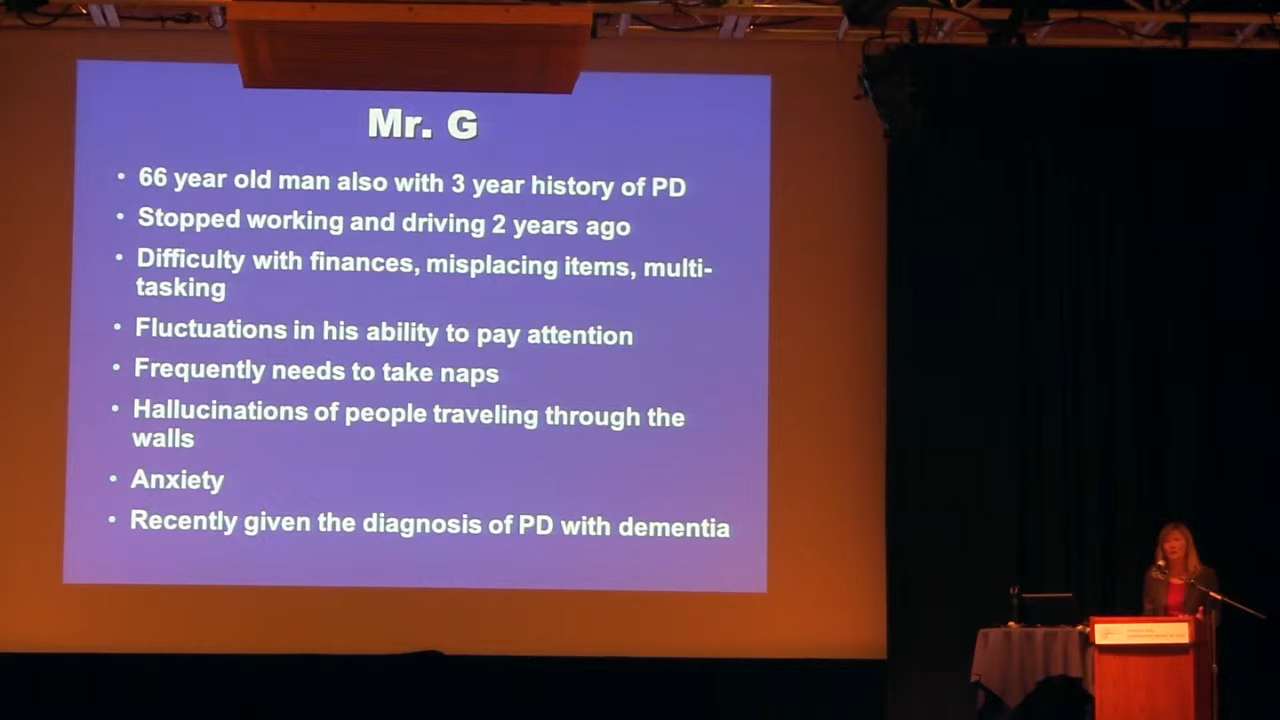 Mr. G
• 66 year old man also with 3 year history of PD
• Stopped working and driving 2 years ago
• Difficulty with finances, misplacing items, multi-
tasking
• Fluctuations in his ability to pay attention
• Frequently needs to take naps
• Hallucinations of people traveling through the
walls
• Anxiety
• Recently given the diagnosis of PD with dementia